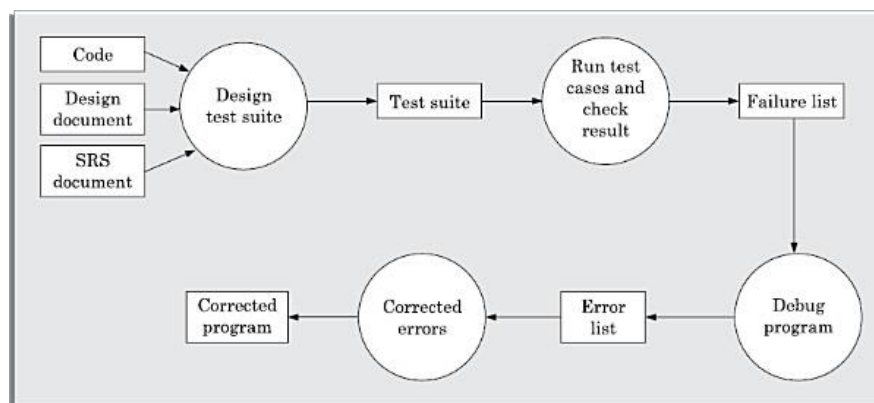 Code
Design
document
SRS
document
Design
test suite
Test suite
Run test
cases and
check
result
Failure list
Corrected
program
Corrected
errors
Error
list
Debug
program